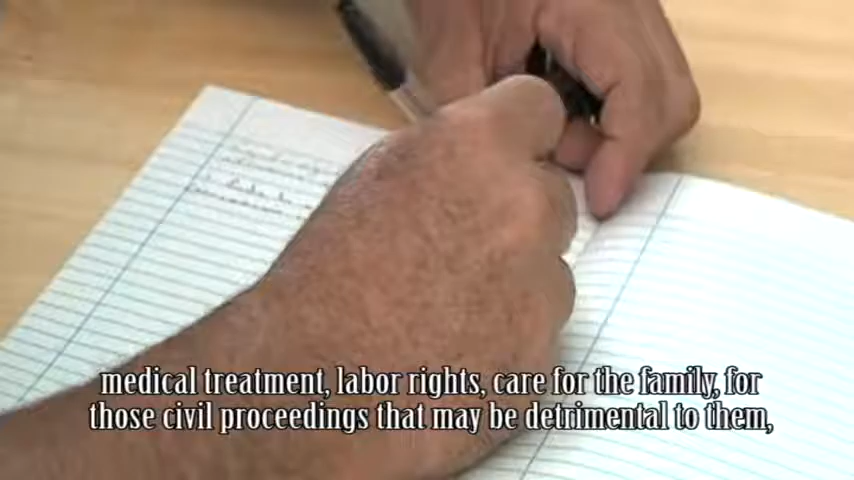 medical treatment, labor rights, care for the family, for
those civil proceedings that may be detrimental to them,